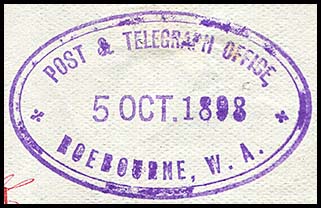 POST & TELEGRAPH OFFICE,
5 OCT. 1898
ROEBOURNE, W. A.